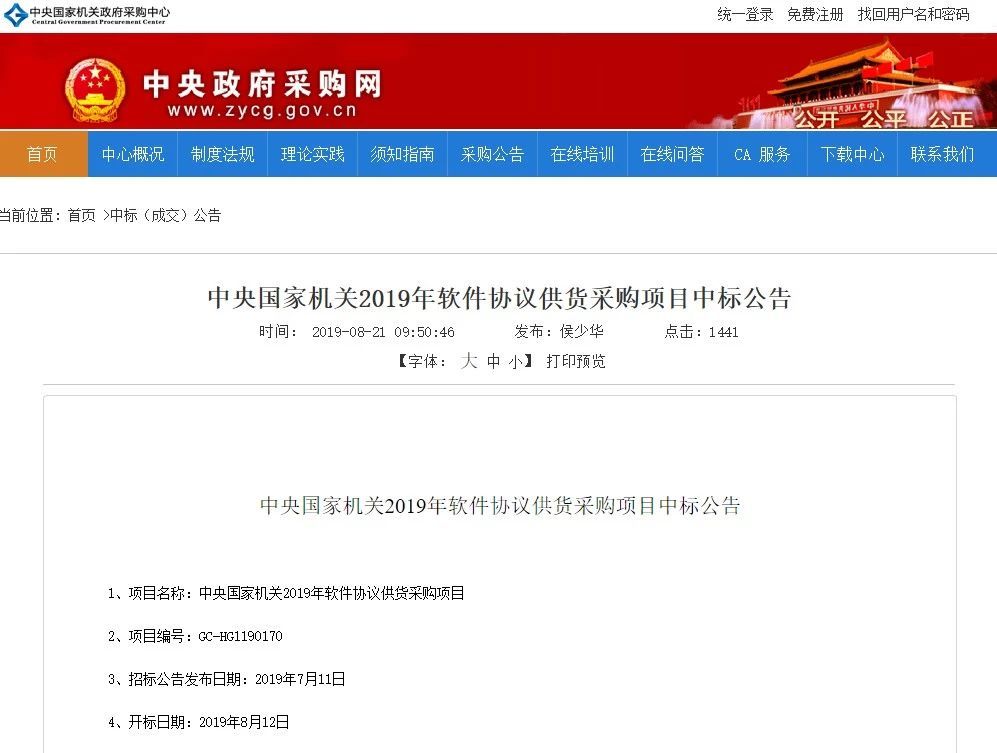 中央国家机关政府采购中心
Central Government Procurement Center
统一登录 免费注册 找回用户名和密码
中央政府采购网
www.zycg.gov.cn
公开 公平 公正
首页 中心概况 制度法规 理论实践 须知指南 采购公告 在线培训 在线问答 CA 服务 下载中心 联系我们
当前位置：首页 >中标（成交）公告
中央国家机关2019年软件协议供货采购项目中标公告
时间： 2019-08-21 09:50:46 发布：侯少华 点击：1441
【字体： 大 中 小】 打印预览
中央国家机关2019年软件协议供货采购项目中标公告
1、项目名称：中央国家机关2019年软件协议供货采购项目
2、项目编号：GC-HG1190170
3、招标公告发布日期：2019年7月11日
4、开标日期：2019年8月12日